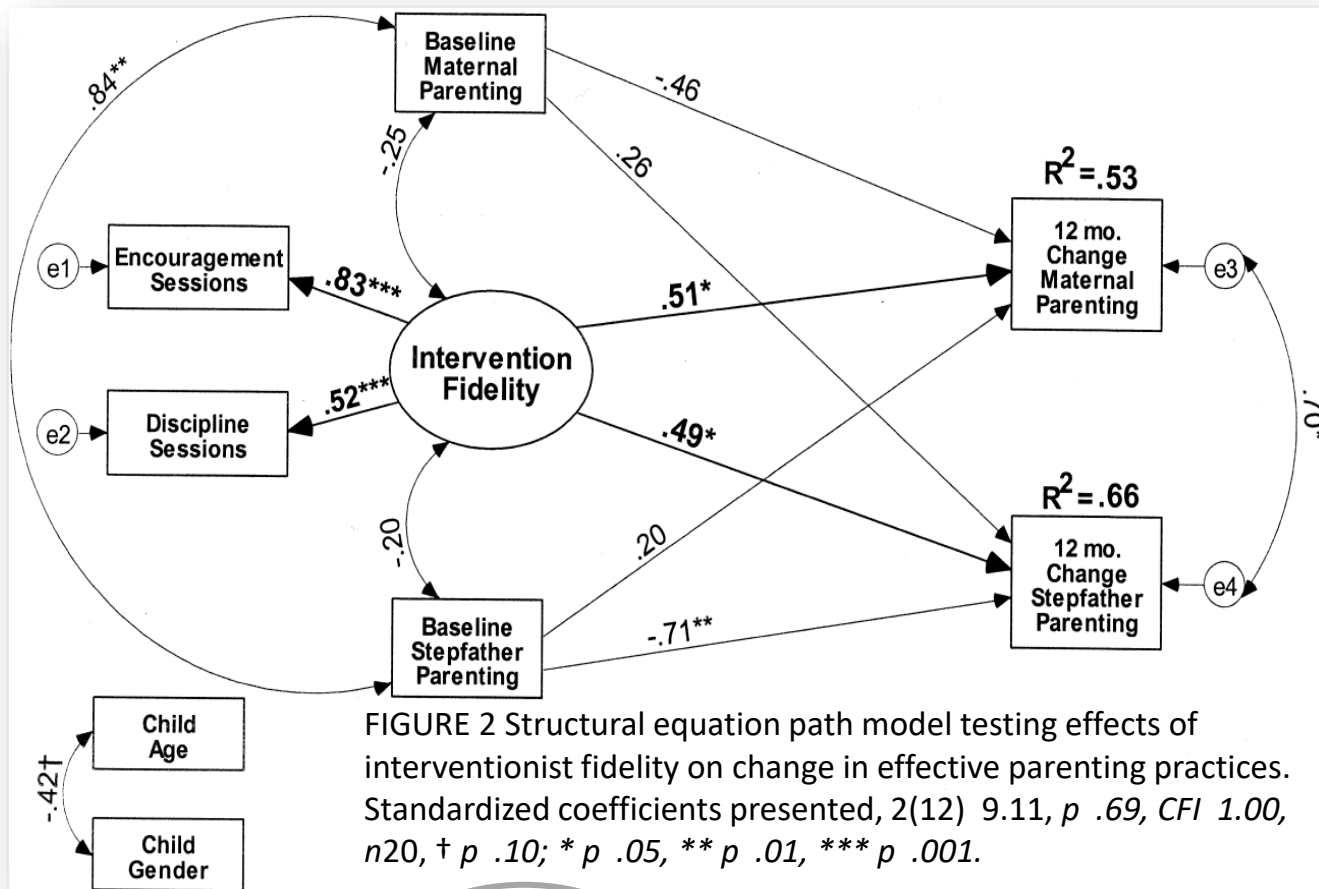 .84**
Baseline
Maternal
Parenting
-.46
-.25
.26
R2 =.53
12 mo.
Change
Maternal
Parenting
e3
e1
Encouragement
Sessions
.83***
.51*
Intervention
Fidelity
.52***
e2
Discipline
Sessions
.49*
.70*
-.20
.20
R2 =.66
12 mo.
Change
Stepfather
Parenting
e4
Baseline
Stepfather
Parenting
-.71**
Child
Age
-.42†
Child
Gender
FIGURE 2 Structural equation path model testing effects of
interventionist fidelity on change in effective parenting practices.
Standardized coefficients presented, 2(12) 9.11, p .69, CFI 1.00,
n20, † p .10; * p .05, ** p .01, *** p .001.